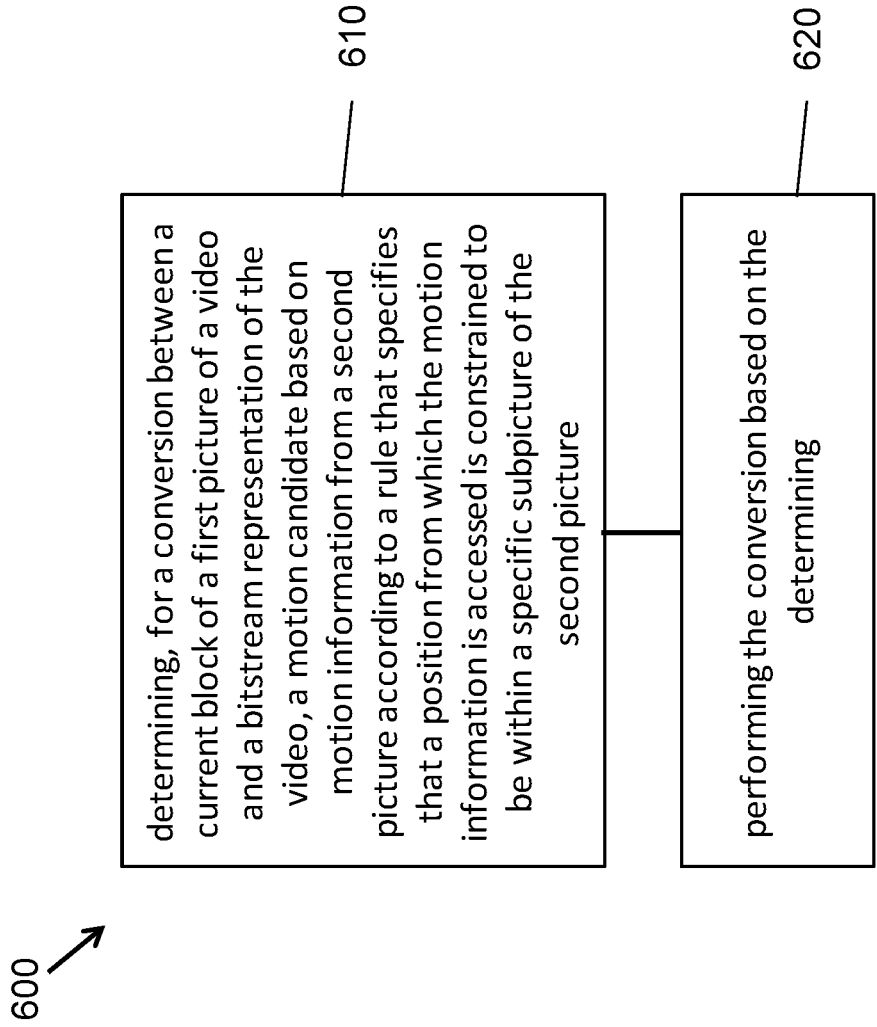 600
determining, for a conversion between a
current block of a first picture of a video
and a bitstream representation of the
video, a motion candidate based on
motion information from a second
picture according to a rule that specifies
that a position from which the motion
information is accessed is constrained to
be within a specific subpicture of the
second picture
610
performing the conversion based on the
determining
620